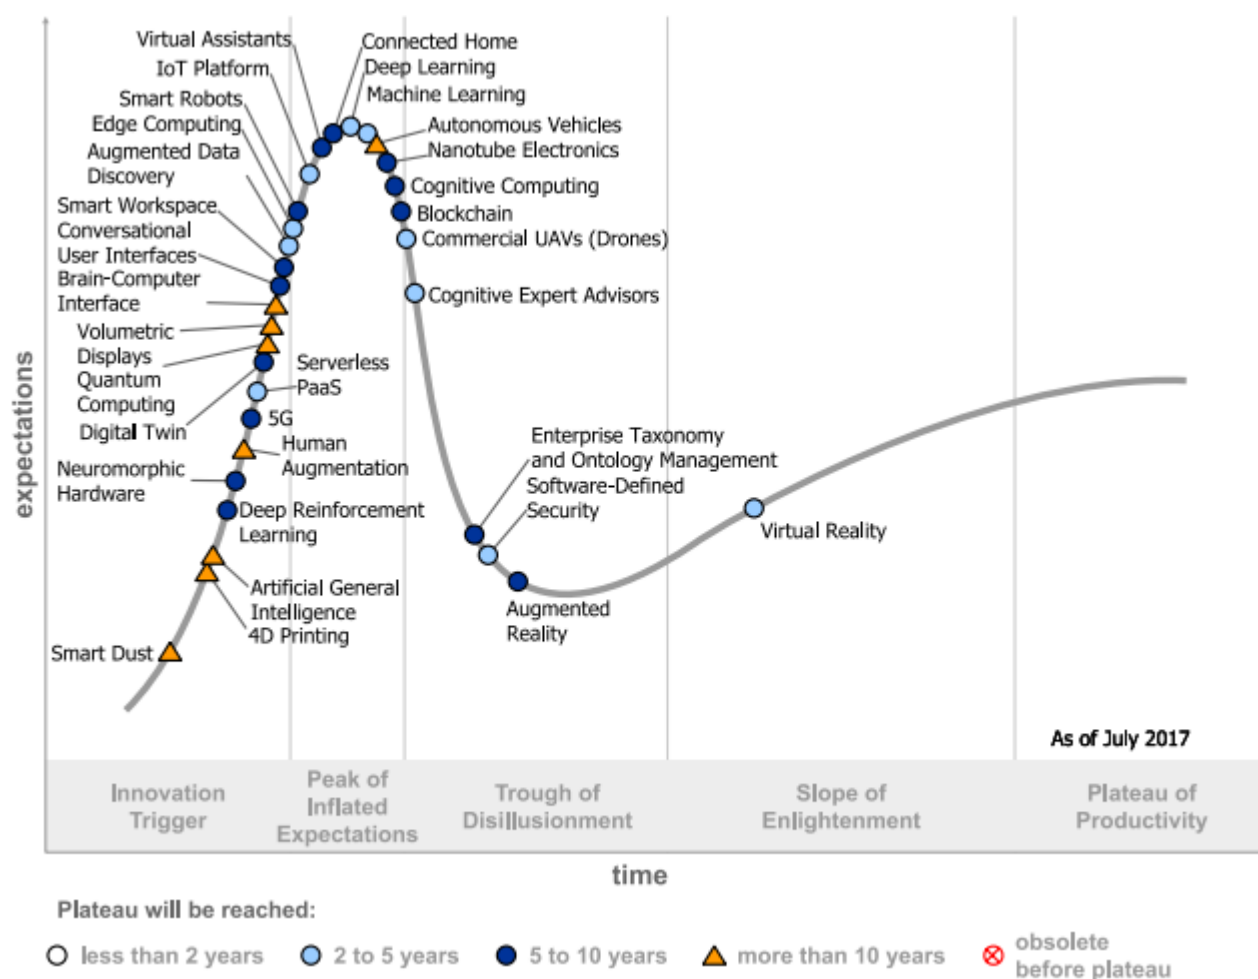 Virtual Assistants
IoT Platform
Smart Robots
Edge Computing
Augmented Data
Discovery
Smart Workspace
Conversational
User Interfaces
Brain-Computer
Interface
Volumetric
Displays
Quantum
Computing
Digital Twin
Neuromorphic
Hardware
Smart Dust
Connected Home
Deep Learning
Machine Learning
Autonomous Vehicles
Nanotube Electronics
Cognitive Computing
Blockchain
Commercial UAVs (Drones)
Cognitive Expert Advisors
Serverless
PaaS
5G
Human
Augmentation
Deep Reinforcement
Learning
Artificial General
Intelligence
4D Printing
Enterprise Taxonomy
and Ontology Management
Software-Defined
Security
Augmented
Reality
Virtual Reality
expectations
As of July 2017
Innovation
Trigger
Peak of
Inflated
Expectations
Trough of
Disillusionment
Slope of
Enlightenment
Plateau of
Productivity
time
Plateau will be reached:
less than 2 years
2 to 5 years
5 to 10 years
more than 10 years
obsolete
before plateau